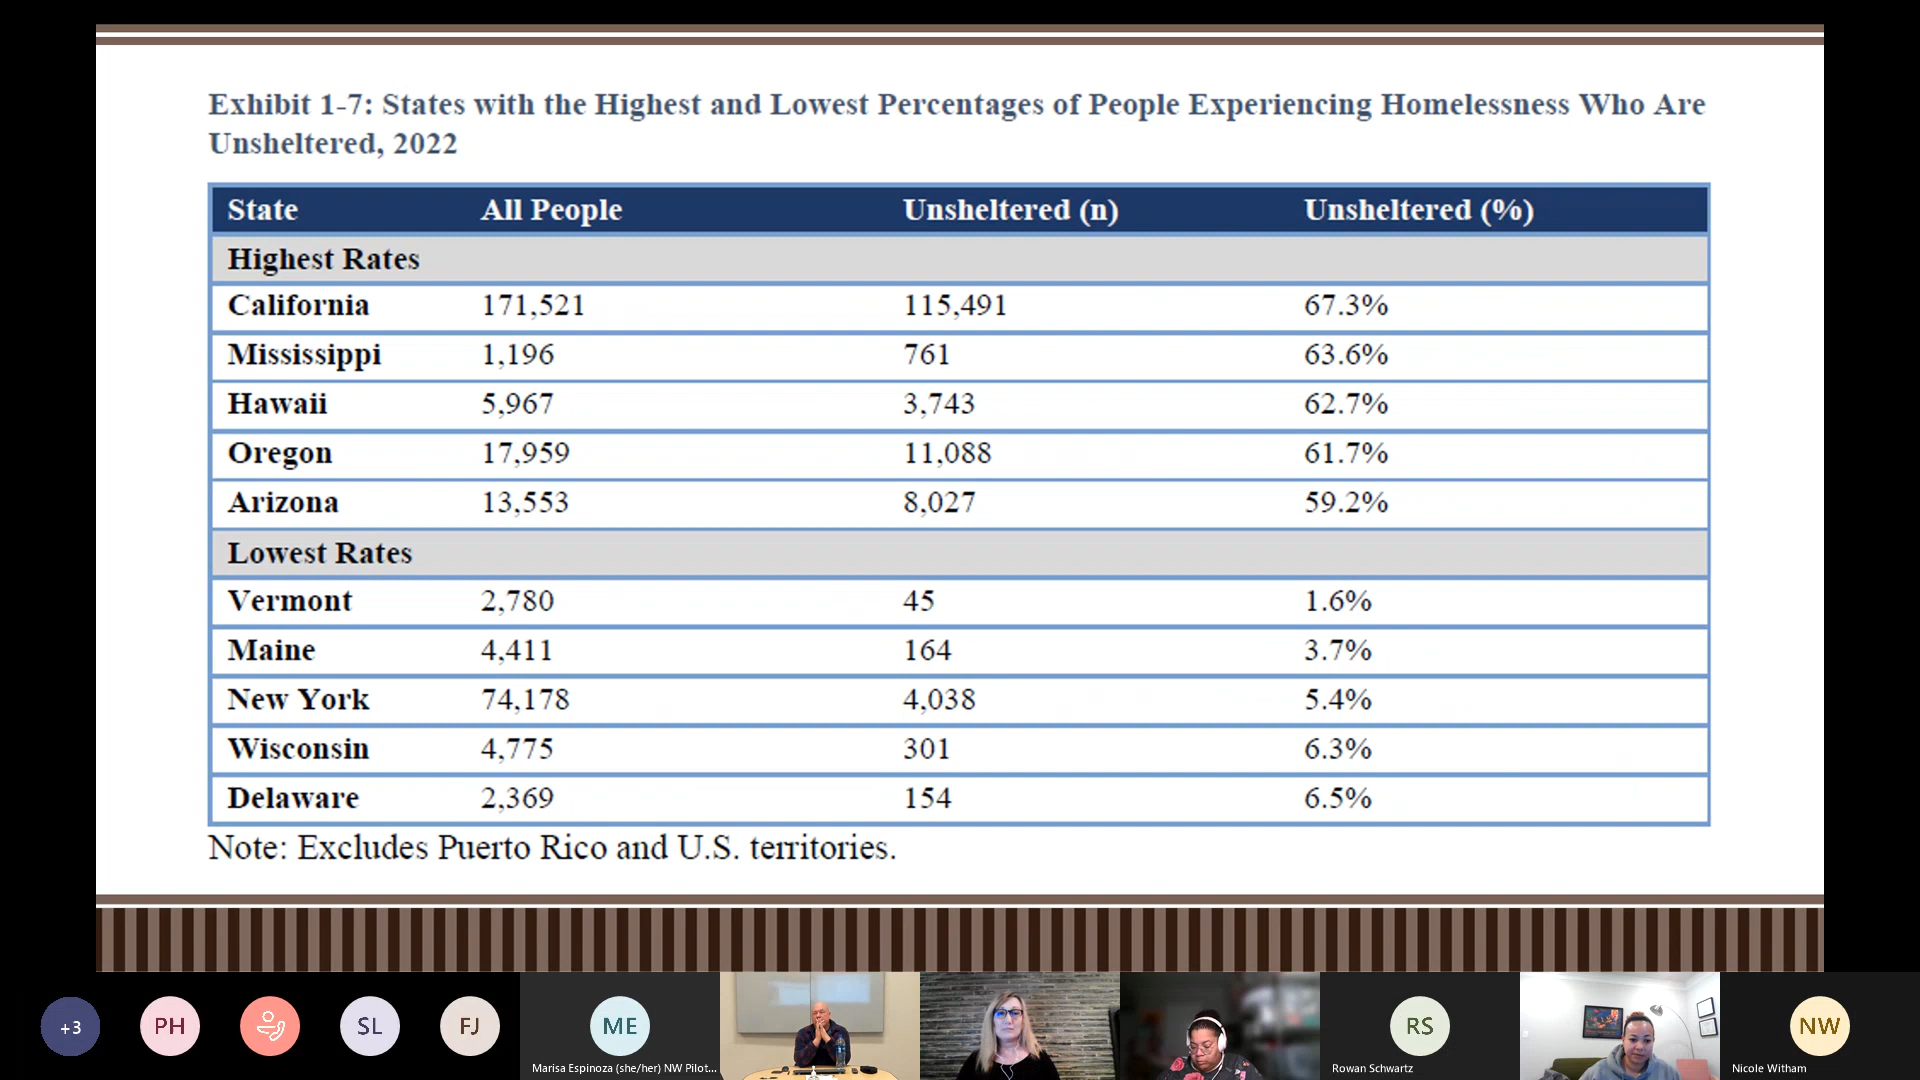 Exhibit 1-7: States with the Highest and Lowest Percentages of People Experiencing Homelessness Who Are
Unsheltered, 2022
State All People Unsheltered (n) Unsheltered (%)
Highest Rates
California 171,521 115,491 67.3%
Mississippi 1,196 761 63.6%
Hawaii 5,967 3,743 62.7%
Oregon 17,959 11,088 61.7%
Arizona 13,553 8,027 59.2%
Lowest Rates
Vermont 2,780 45 1.6%
Maine 4,411 164 3.7%
New York 74,178 4,038 5.4%
Wisconsin 4,775 301 6.3%
Delaware 2,369 154 6.5%
Note: Excludes Puerto Rico and U.S. territories.
+3 PH SL FJ ME RS NW
Marisa Espinoza (she/her) NW Pilot... Rowan Schwartz Nicole Witham